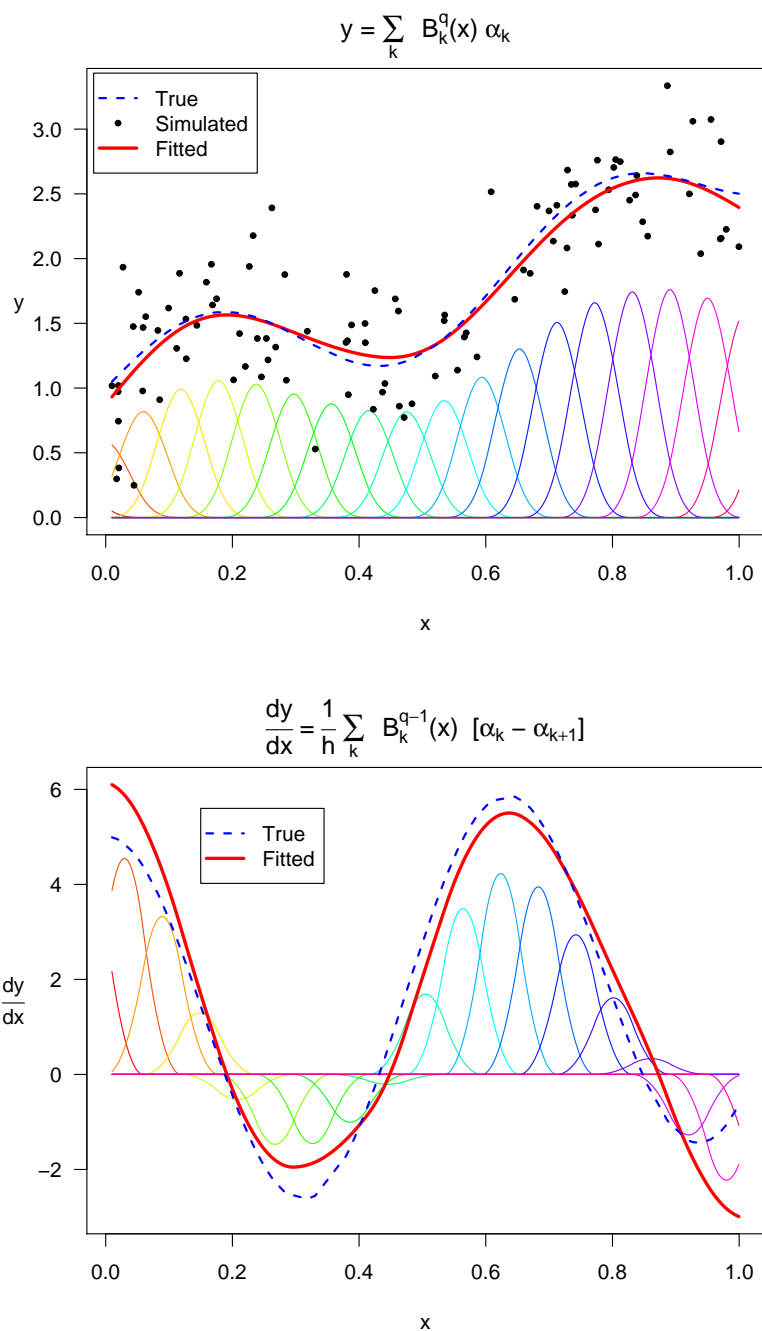 y = ∑_k B_k^q(x) α_k
True
Simulated
Fitted
3.0
2.5
2.0
y
1.5
1.0
0.5
0.0
0.0 0.2 0.4 0.6 0.8 1.0
x
dy/dx = 1/h ∑_k B_k^{q−1}(x) [α_k − α_{k+1}]
6
True
Fitted
4
2
dy/dx
0
−2
0.0 0.2 0.4 0.6 0.8 1.0
x